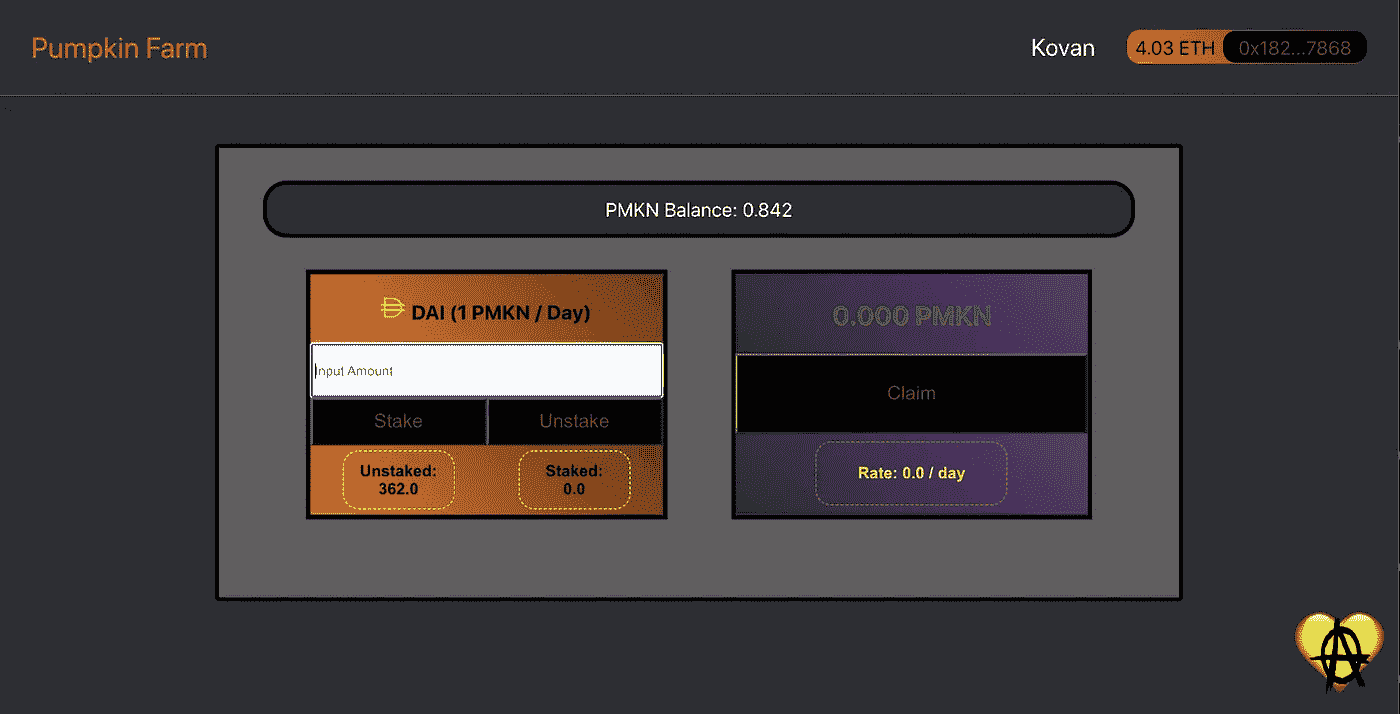 Pumpkin Farm
Kovan
4.03 ETH
0x182...7868
PMKN Balance: 0.842
DAI (1 PMKN / Day)
Input Amount
Stake
Unstake
Unstaked:
362.0
Staked:
0.0
0.000 PMKN
Claim
Rate: 0.0 / day